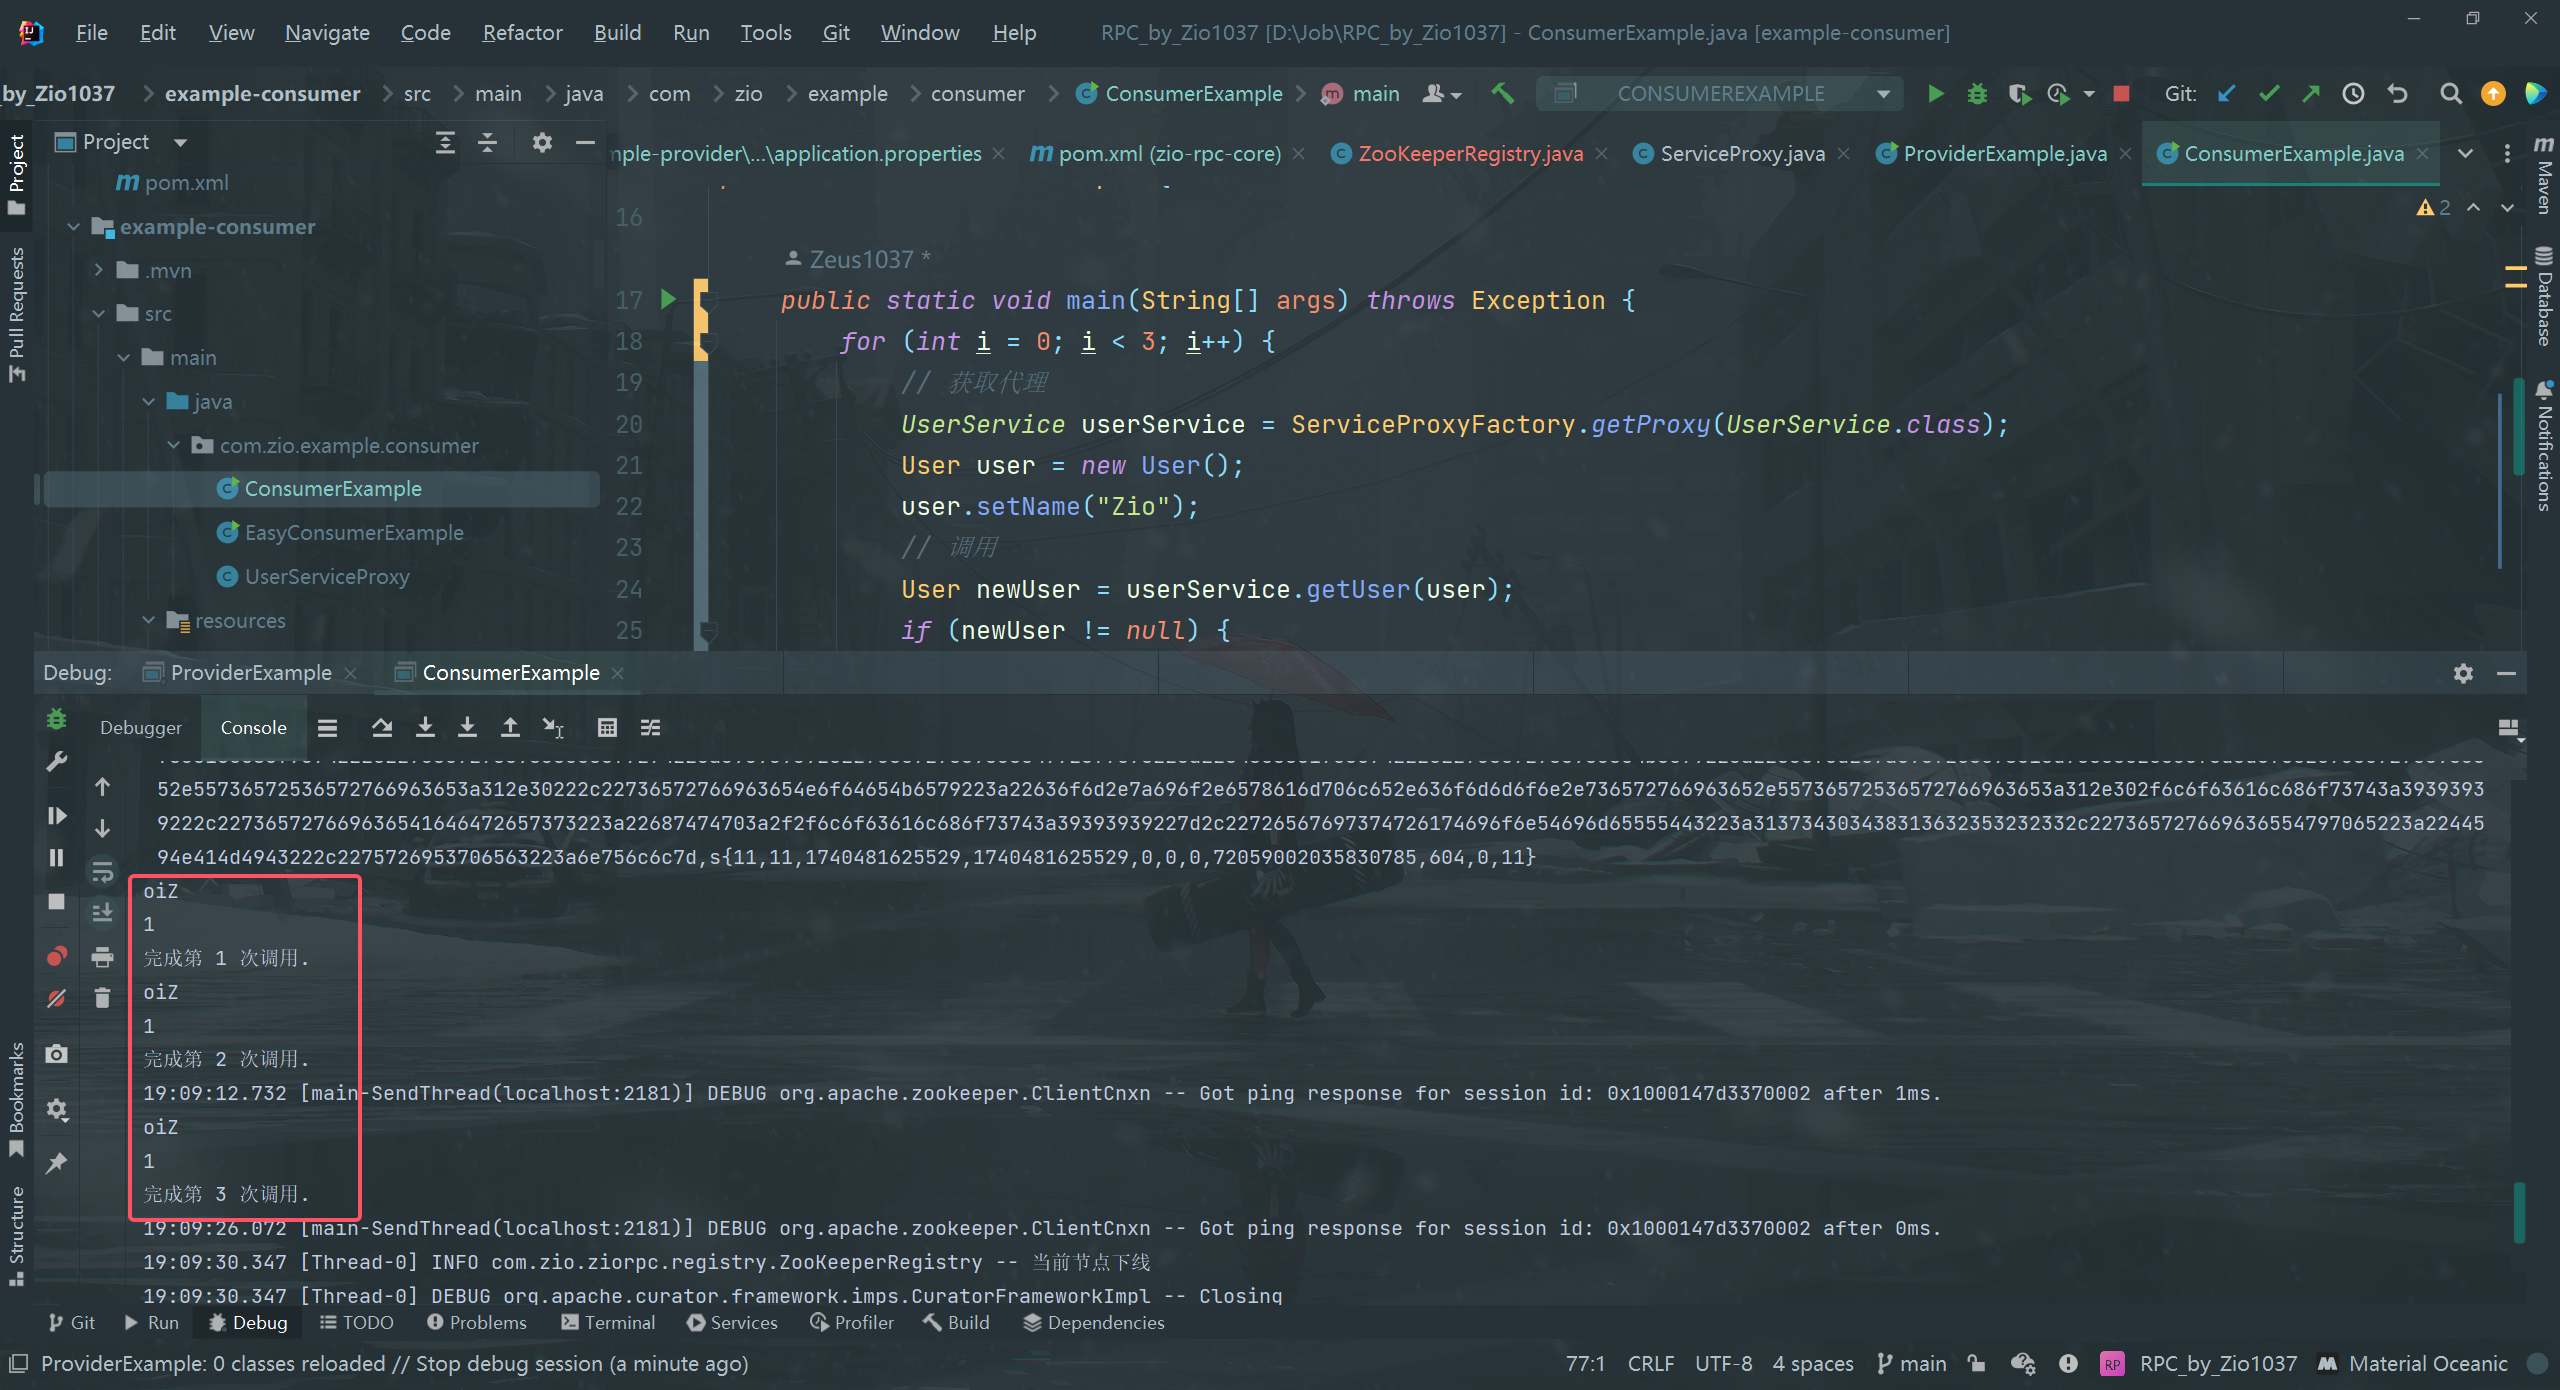 File Edit View Navigate Code Refactor Build Run Tools Git Window Help RPC_by_Zio1037 [D:\Job\RPC_by_Zio1037] - ConsumerExample.java [example-consumer]
by_Zio1037 example-consumer src main java com zio example consumer ConsumerExample main CONSUMEREXAMPLE Git:
Project
mple-provider\...\application.properties pom.xml (zio-rpc-core) ZooKeeperRegistry.java ServiceProxy.java ProviderExample.java ConsumerExample.java
Project
Pull Requests
Bookmarks
Structure
Maven
Database
Notifications
pom.xml
example-consumer
.mvn
src
main
java
com.zio.example.consumer
ConsumerExample
EasyConsumerExample
UserServiceProxy
resources
2
16
Zeus1037 *
17 public static void main(String[] args) throws Exception {
18 for (int i = 0; i < 3; i++) {
19 // 获取代理
20 UserService userService = ServiceProxyFactory.getProxy(UserService.class);
21 User user = new User();
22 user.setName("Zio");
23 // 调用
24 User newUser = userService.getUser(user);
25 if (newUser != null) {
Debug: ProviderExample ConsumerExample
Debugger Console
52e55736572536572766963653a312e30222c22736572766963654e6f64654b6579223a22636f6d2e7a696f2e6578616d706c652e636f6d6d6f6e2e736572766963652e55736572536572766963653a312e302f6c6f63616c686f73743a3939393
9222c227365727669636541646472657373223a22687474703a2f2f6c6f63616c686f73743a39393939227d2c22726567697374726174696f6e54696d65555443223a313734303438313632353232332c227365727669636554797065223a22445
94e414d4943222c2275726953706563223a6e756c6c7d,s{11,11,1740481625529,1740481625529,0,0,0,72059002035830785,604,0,11}
oiZ
1
完成第 1 次调用.
oiZ
1
完成第 2 次调用.
19:09:12.732 [main-SendThread(localhost:2181)] DEBUG org.apache.zookeeper.ClientCnxn -- Got ping response for session id: 0x1000147d3370002 after 1ms.
oiZ
1
完成第 3 次调用.
19:09:26.072 [main-SendThread(localhost:2181)] DEBUG org.apache.zookeeper.ClientCnxn -- Got ping response for session id: 0x1000147d3370002 after 0ms.
19:09:30.347 [Thread-0] INFO com.zio.ziorpc.registry.ZooKeeperRegistry -- 当前节点下线
19:09:30.347 [Thread-0] DEBUG org.apache.curator.framework.imps.CuratorFrameworkImpl -- Closing
Git Run Debug TODO Problems Terminal Services Profiler Build Dependencies
ProviderExample: 0 classes reloaded // Stop debug session (a minute ago) 77:1 CRLF UTF-8 4 spaces main RP RPC_by_Zio1037 Material Oceanic